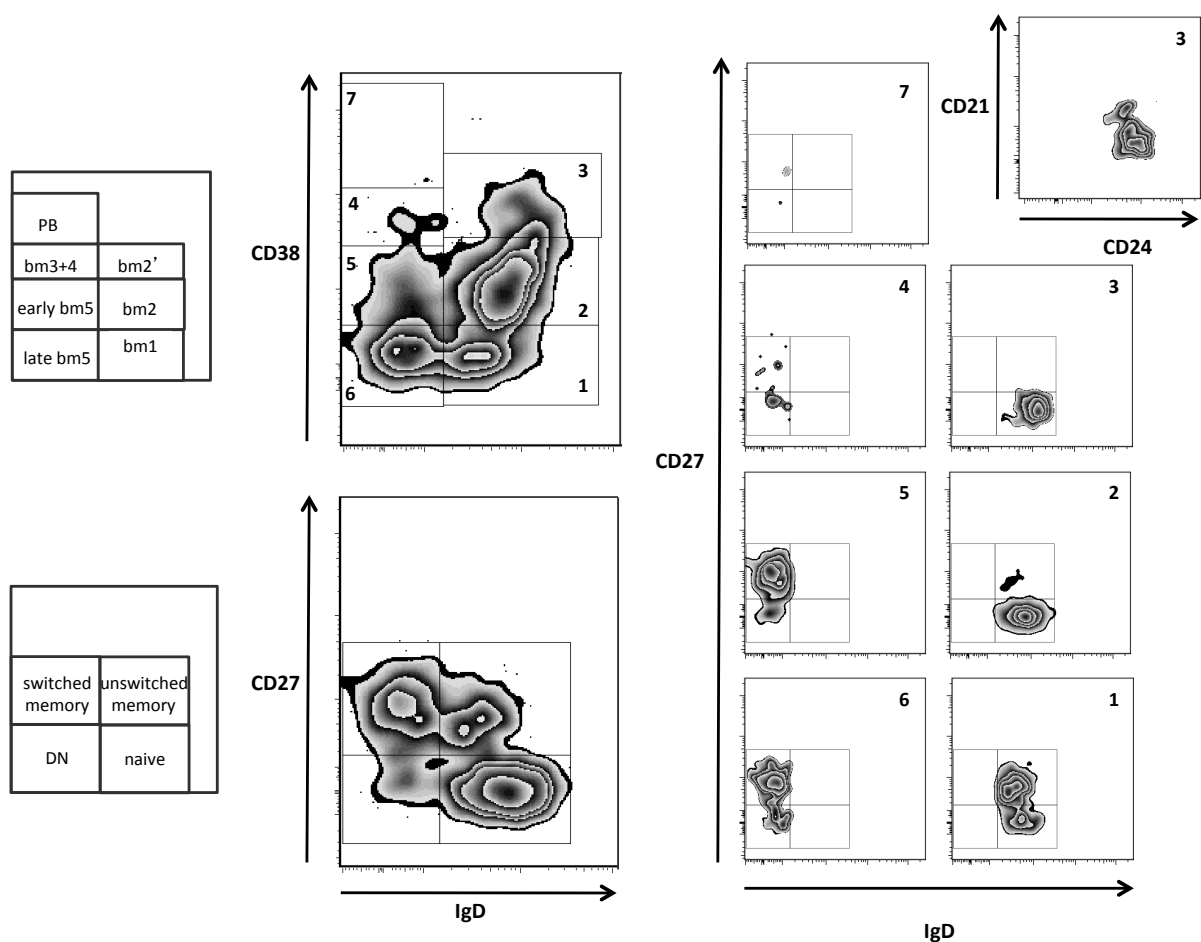 PB
bm3+4
bm2’
early bm5
bm2
late bm5
bm1
CD38
7
4
3
5
2
6
1
switched
memory
unswitched
memory
DN
naive
CD27
IgD
CD27
7
CD21
3
CD24
4
3
5
2
6
1
IgD